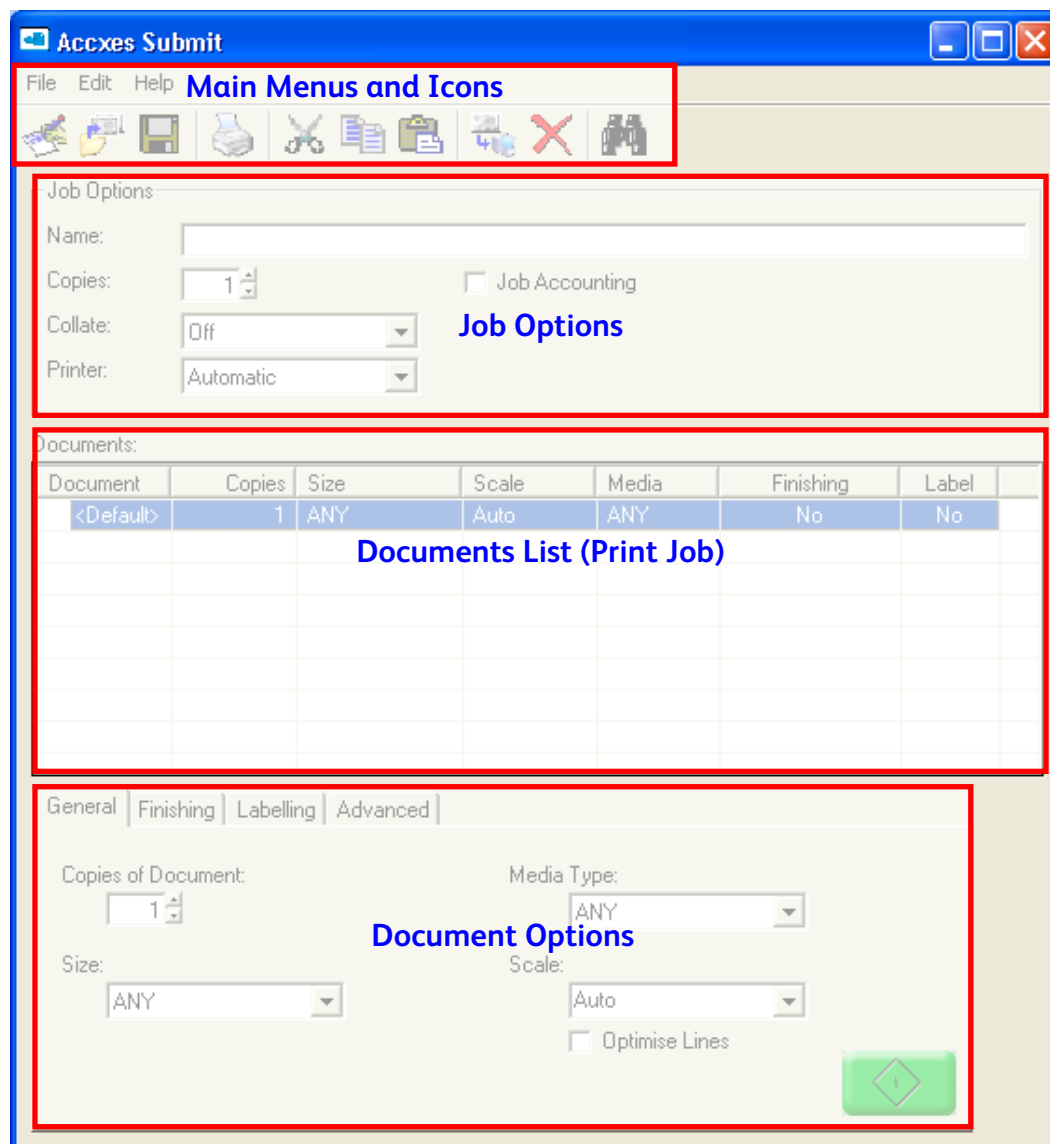 Accxes Submit
File Edit Help Main Menus and Icons
Job Options
Name:
Copies: 1 Job Accounting
Collate: Off Job Options
Printer: Automatic
Documents:
Document Copies Size Scale Media Finishing Label
<Default> 1 ANY Auto ANY No No
Documents List (Print Job)
General Finishing Labelling Advanced
Copies of Document: Media Type:
1 ANY
Document Options
Size: Scale:
ANY Auto
Optimise Lines